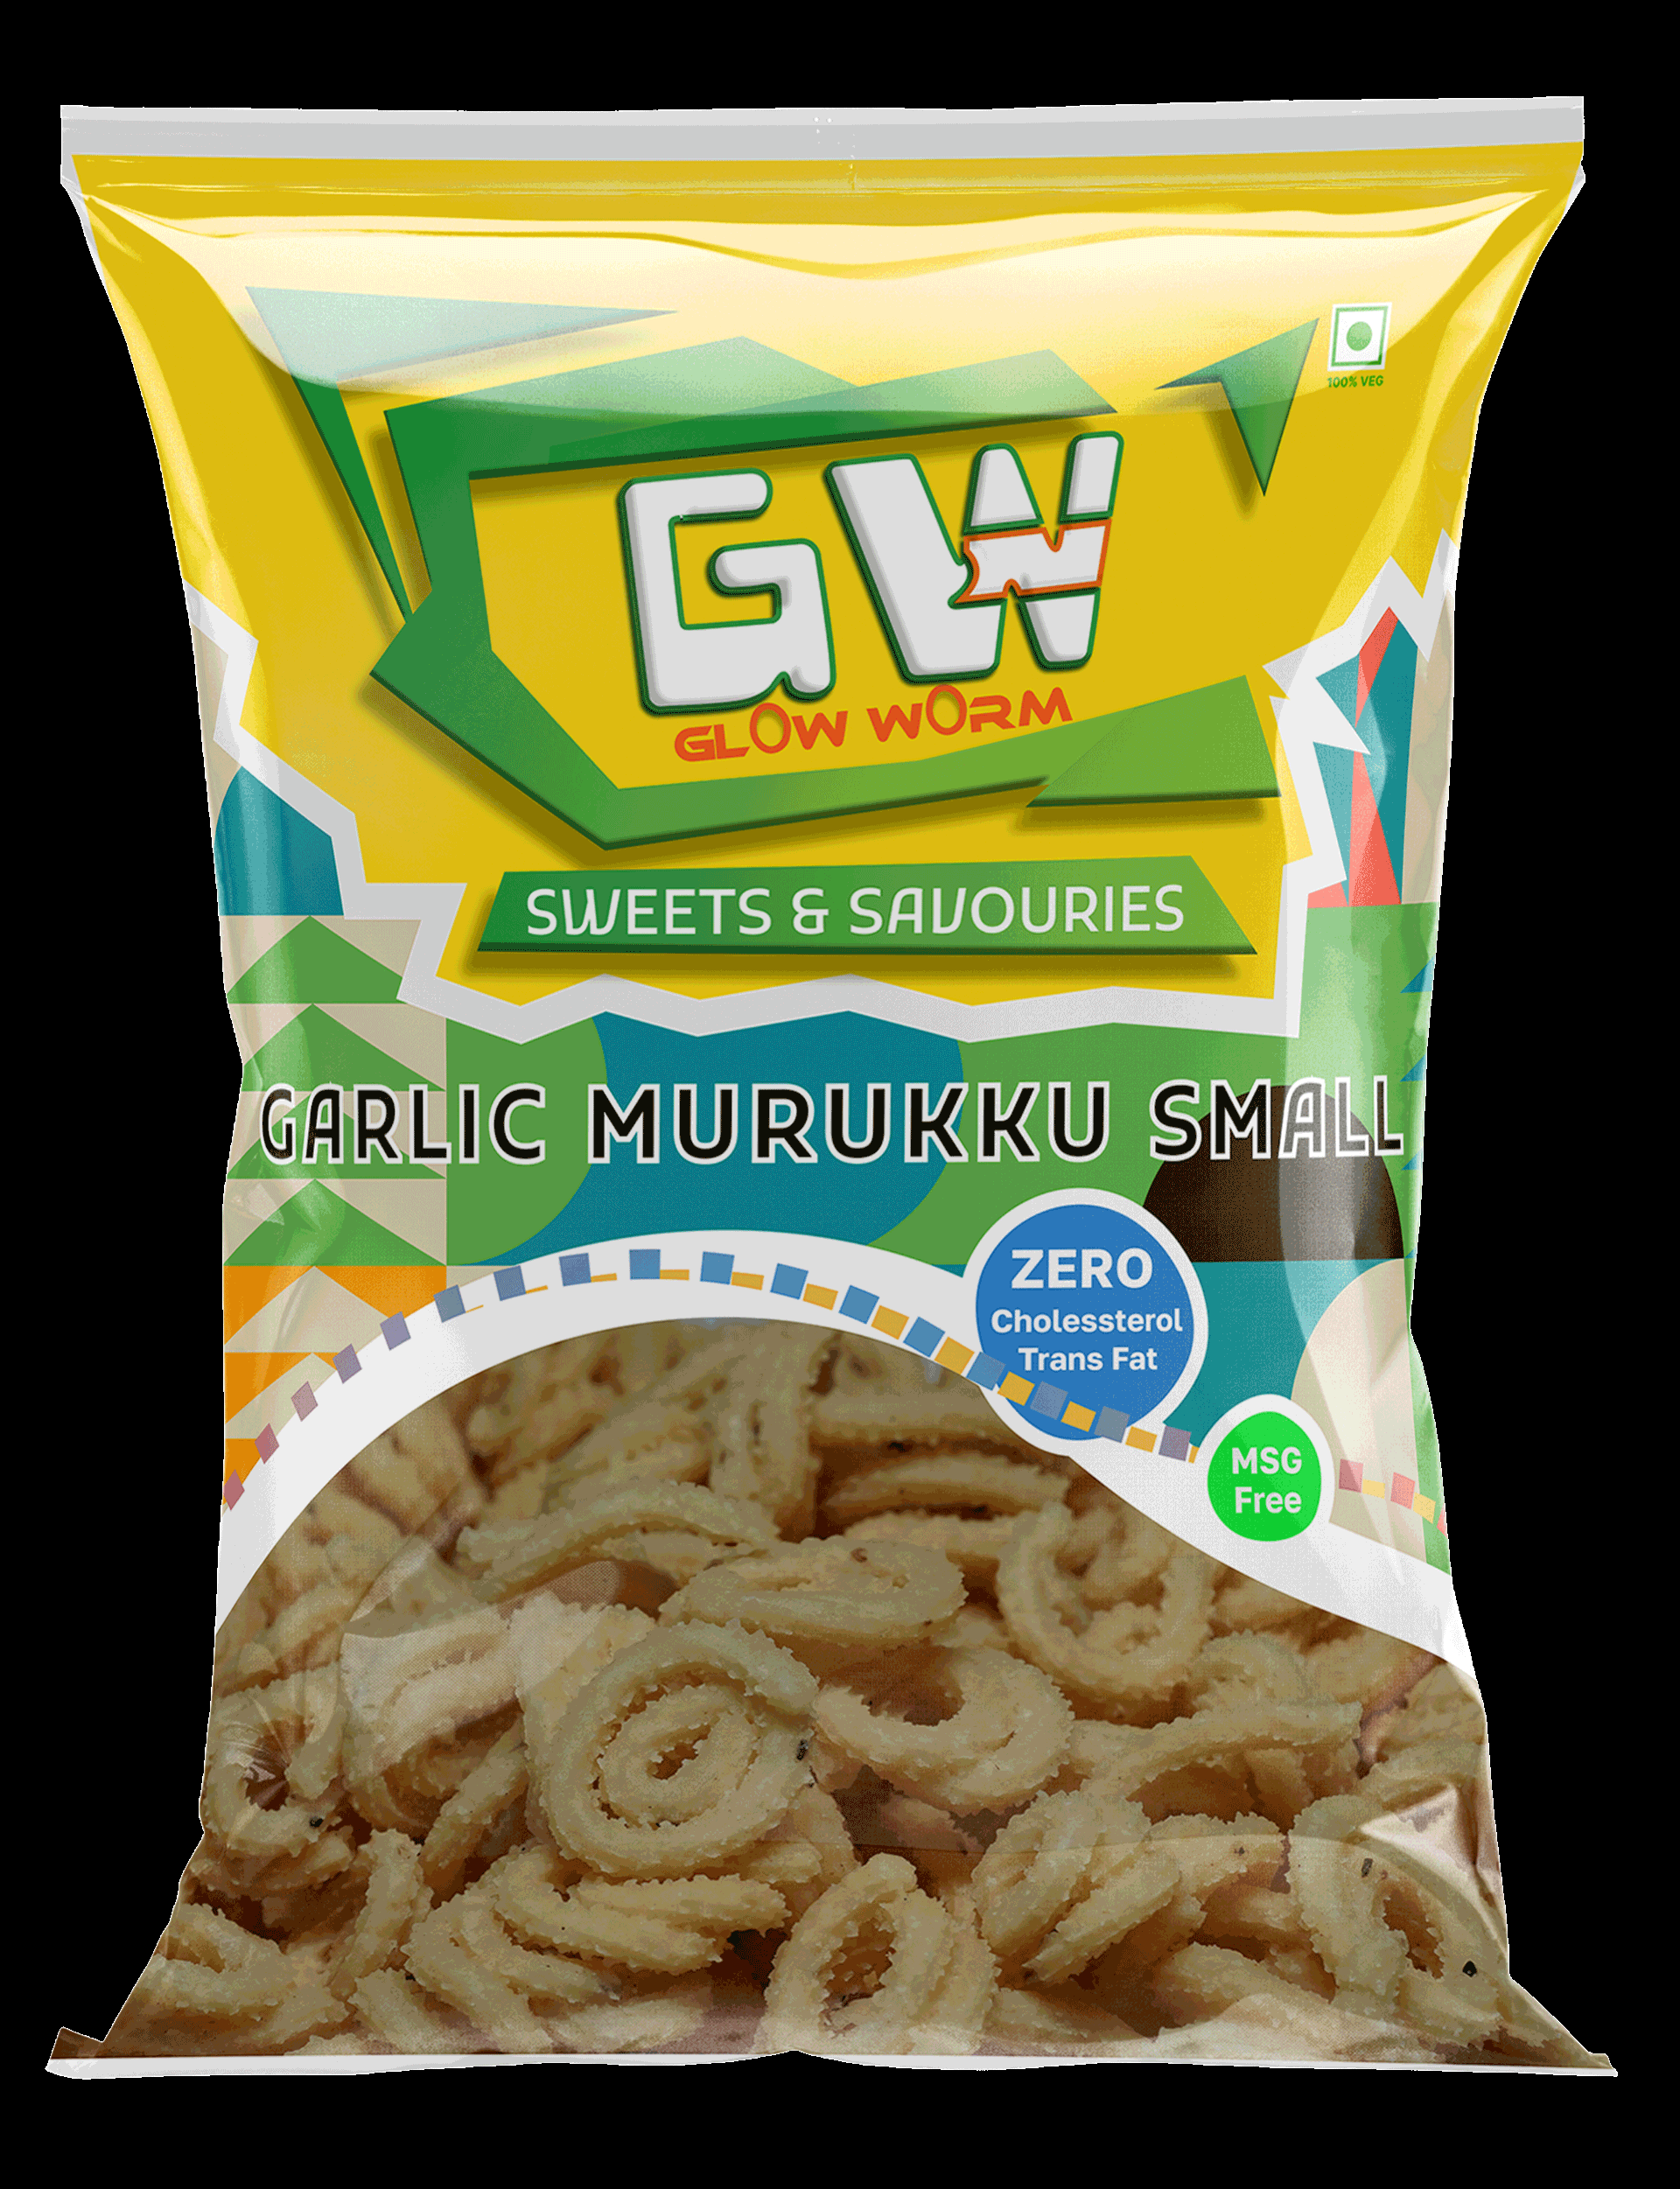 100% VEG
GW
GLOW WORM
SWEETS & SAVOURIES
GARLIC MURUKKU SMALL
ZERO
Cholessterol
Trans Fat
MSG
Free